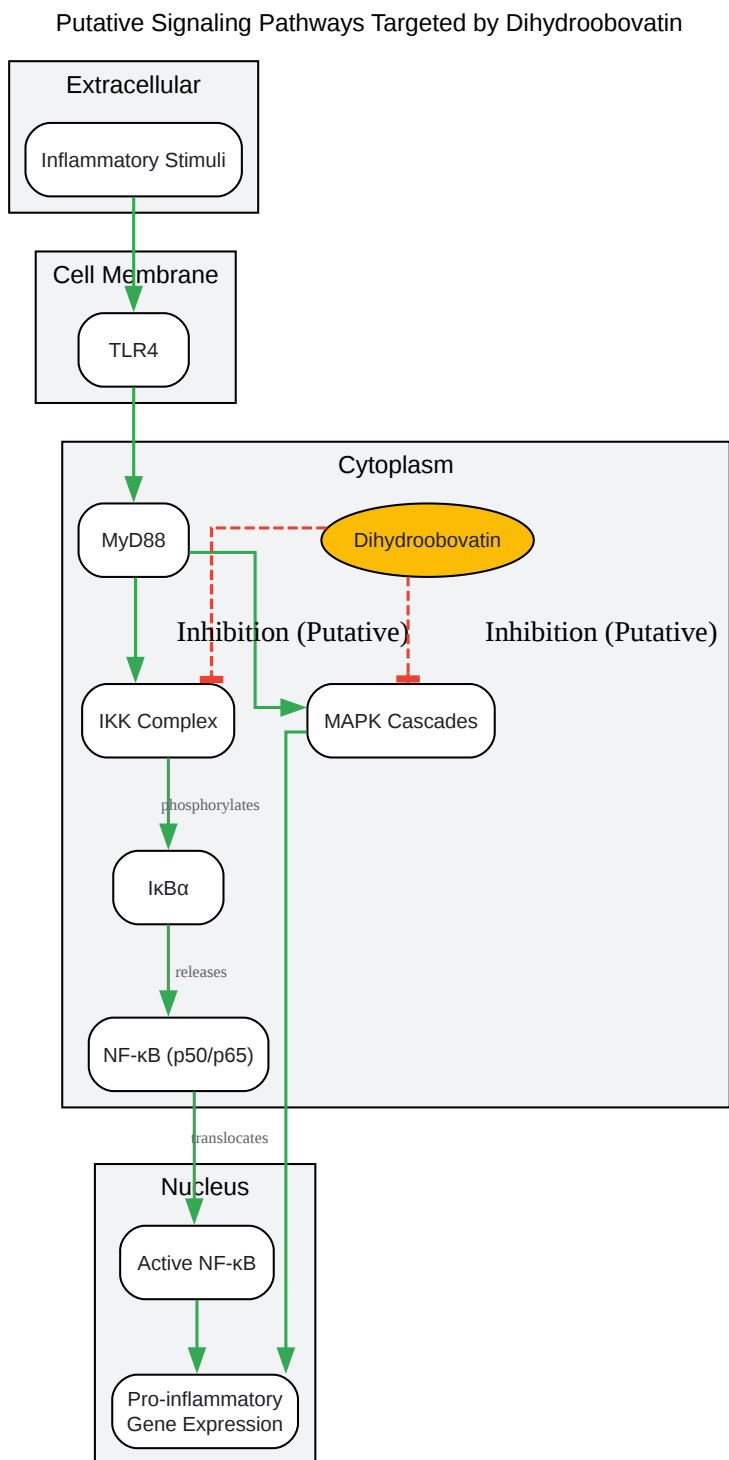 Putative Signaling Pathways Targeted by Dihydroobovatin
Extracellular
Inflammatory Stimuli
Cell Membrane
TLR4
Cytoplasm
MyD88
Dihydroobovatin
Inhibition (Putative)
Inhibition (Putative)
IKK Complex
MAPK Cascades
phosphorylates
IκBα
releases
NF-κB (p50/p65)
translocates
Nucleus
Active NF-κB
Pro-inflammatory
Gene Expression